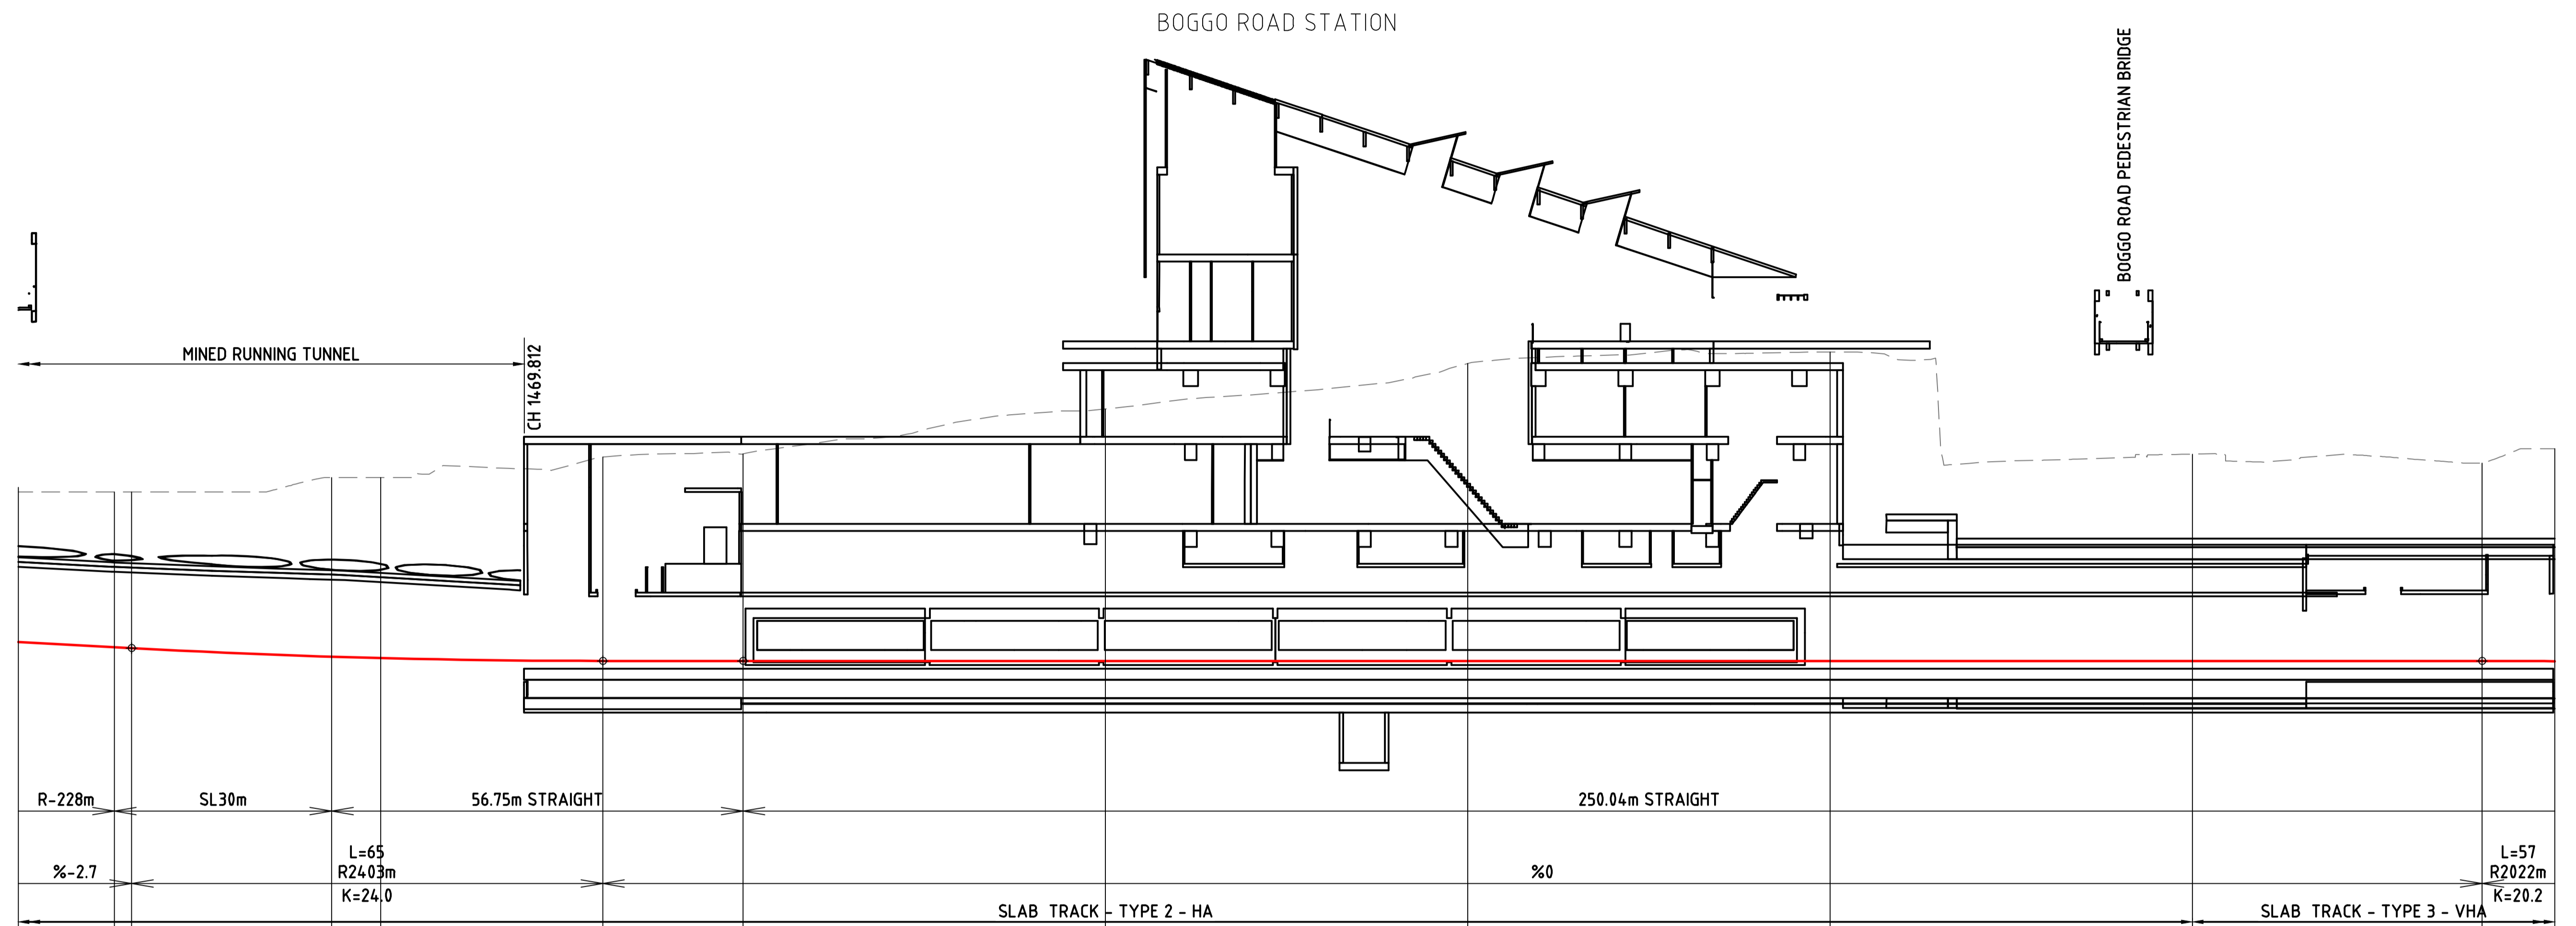 BOGGO ROAD STATION
BOGGO ROAD PEDESTRIAN BRIDGE
MINED RUNNING TUNNEL
CH 1469.812
R-228m
SL30m
56.75m STRAIGHT
250.04m STRAIGHT
%-2.7
L=65
R2403m
K=24.0
%0
L=57
R2022m
K=20.2
SLAB TRACK - TYPE 2 - HA
SLAB TRACK - TYPE 3 - VHA